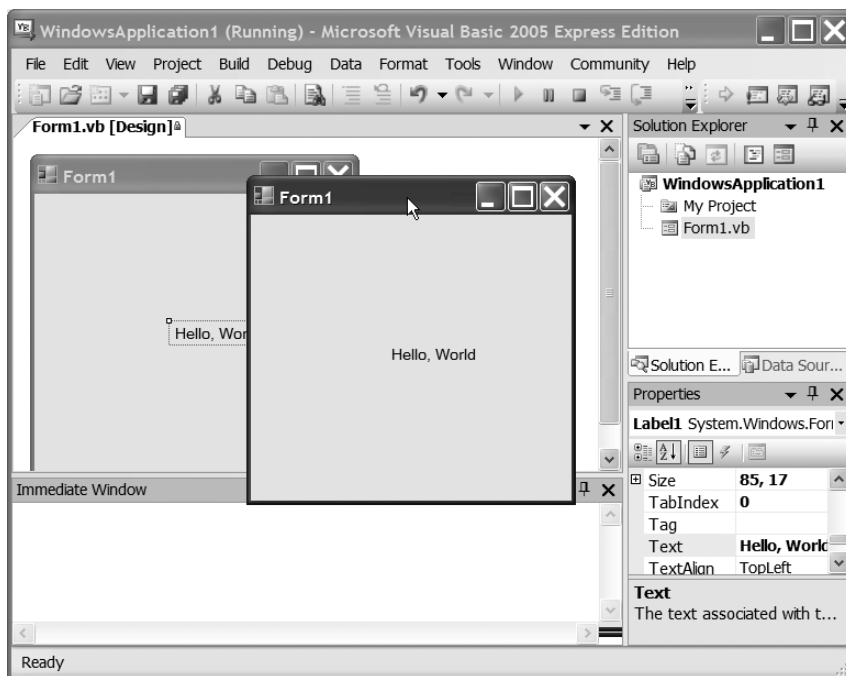 WindowsApplication1 (Running) - Microsoft Visual Basic 2005 Express Edition
File Edit View Project Build Debug Data Format Tools Window Community Help
Form1.vb [Design]
Form1
Hello, Wor
Form1
Hello, World
Immediate Window
Solution Explorer
WindowsApplication1
My Project
Form1.vb
Solution E... Data Sour...
Properties
Label1 System.Windows.For
Size 85, 17
TabIndex 0
Tag
Text Hello, World
TextAlign TopLeft
Text
The text associated with t...
Ready